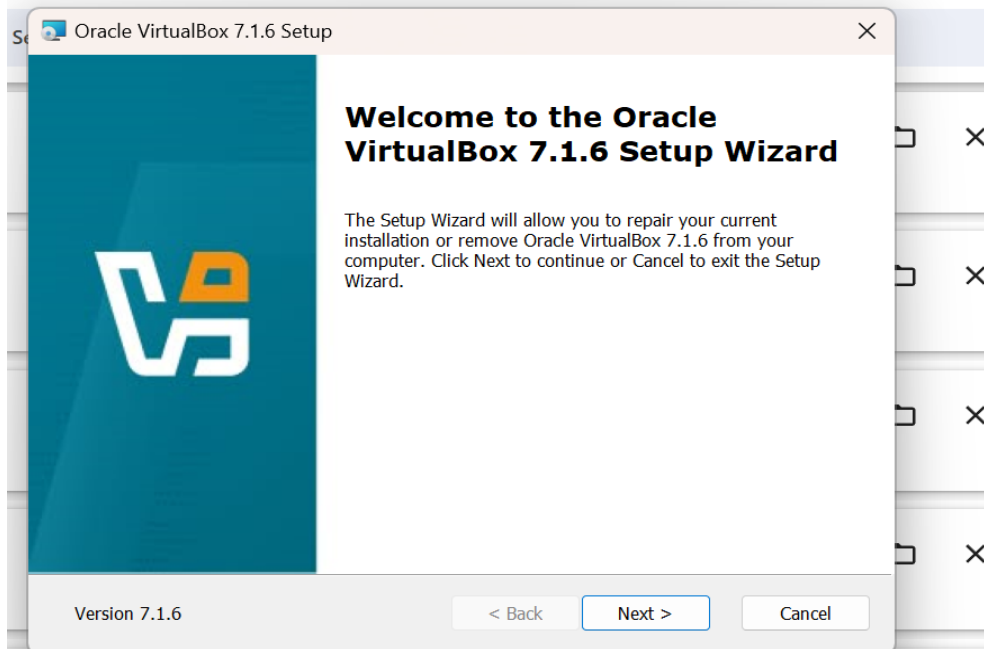 Oracle VirtualBox 7.1.6 Setup
Welcome to the Oracle
VirtualBox 7.1.6 Setup Wizard
The Setup Wizard will allow you to repair your current
installation or remove Oracle VirtualBox 7.1.6 from your
computer. Click Next to continue or Cancel to exit the Setup
Wizard.
Version 7.1.6
< Back
Next >
Cancel